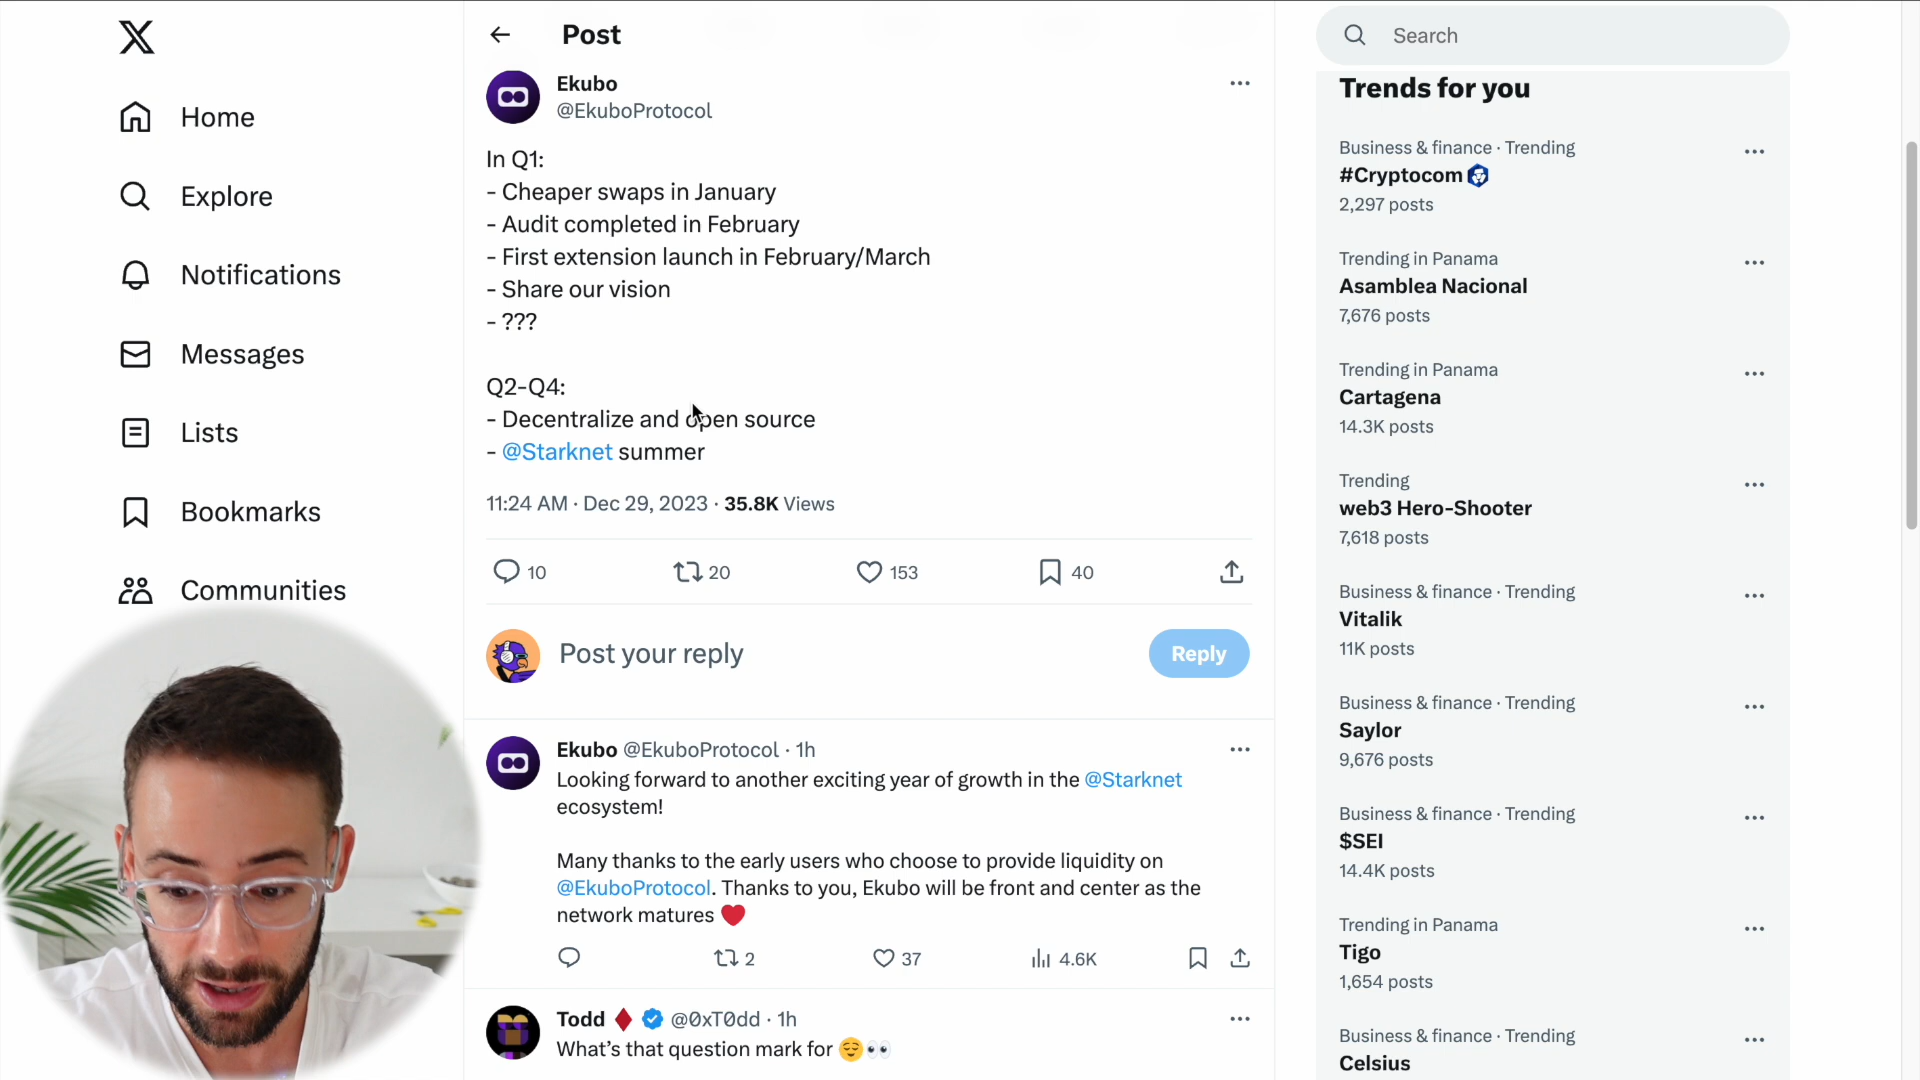 Home
Explore
Notifications
Messages
Lists
Bookmarks
Communities
Post
Ekubo
@EkuboProtocol
In Q1:
- Cheaper swaps in January
- Audit completed in February
- First extension launch in February/March
- Share our vision
- ???
Q2-Q4:
- Decentralize and open source
- @Starknet summer
11:24 AM · Dec 29, 2023 · 35.8K Views
10 20 153 40
Post your reply
Reply
Ekubo @EkuboProtocol · 1h
Looking forward to another exciting year of growth in the @Starknet
ecosystem!
Many thanks to the early users who choose to provide liquidity on
@EkuboProtocol. Thanks to you, Ekubo will be front and center as the
network matures ❤️
2 37 4.6K
Todd ♦️ @0xT0dd · 1h
What's that question mark for 😌👀
Search
Trends for you
Business & finance · Trending
#Cryptocom
2,297 posts
Trending in Panama
Asamblea Nacional
7,676 posts
Trending in Panama
Cartagena
14.3K posts
Trending
web3 Hero-Shooter
7,618 posts
Business & finance · Trending
Vitalik
11K posts
Business & finance · Trending
Saylor
9,676 posts
Business & finance · Trending
$SEI
14.4K posts
Trending in Panama
Tigo
1,654 posts
Business & finance · Trending
Celsius